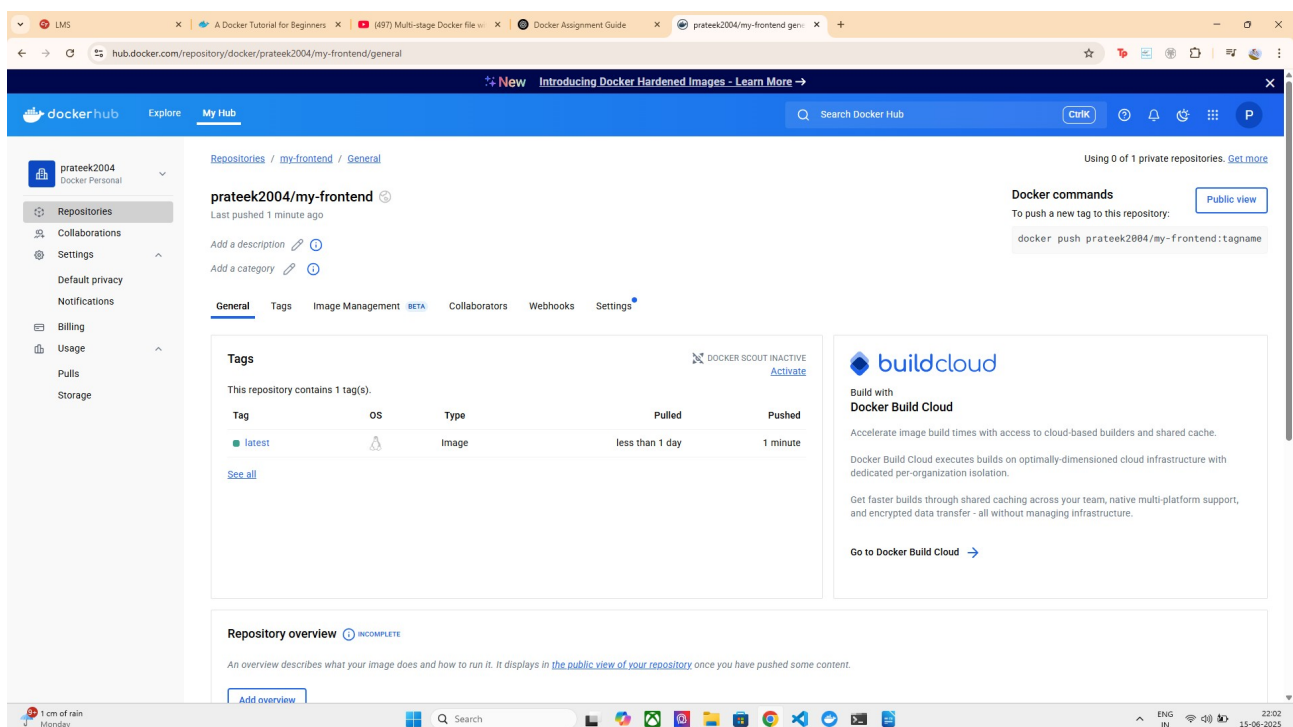 LMS
A Docker Tutorial for Beginners
(497) Multi-stage Docker file w
Docker Assignment Guide
prateek2004/my-frontend gene
hub.docker.com/repository/docker/prateek2004/my-frontend/general
New Introducing Docker Hardened Images - Learn More →
dockerhub Explore My Hub Search Docker Hub CtrlK P
prateek2004
Docker Personal
Repositories
Collaborations
Settings
Default privacy
Notifications
Billing
Usage
Pulls
Storage
Repositories / my-frontend / General
Using 0 of 1 private repositories. Get more
prateek2004/my-frontend
Last pushed 1 minute ago
Add a description
Add a category
Docker commands
Public view
To push a new tag to this repository:
docker push prateek2004/my-frontend:tagname
General Tags Image Management BETA Collaborators Webhooks Settings
Tags
DOCKER SCOUT INACTIVE
Activate
This repository contains 1 tag(s).
Tag OS Type Pulled Pushed
latest Image less than 1 day 1 minute
See all
buildcloud
Build with
Docker Build Cloud
Accelerate image build times with access to cloud-based builders and shared cache.
Docker Build Cloud executes builds on optimally-dimensioned cloud infrastructure with
dedicated per-organization isolation.
Get faster builds through shared caching across your team, native multi-platform support,
and encrypted data transfer - all without managing infrastructure.
Go to Docker Build Cloud →
Repository overview INCOMPLETE
An overview describes what your image does and how to run it. It displays in the public view of your repository once you have pushed some content.
Add overview
9+
1 cm of rain
Monday
Search
ENG
IN
22:02
15-06-2025